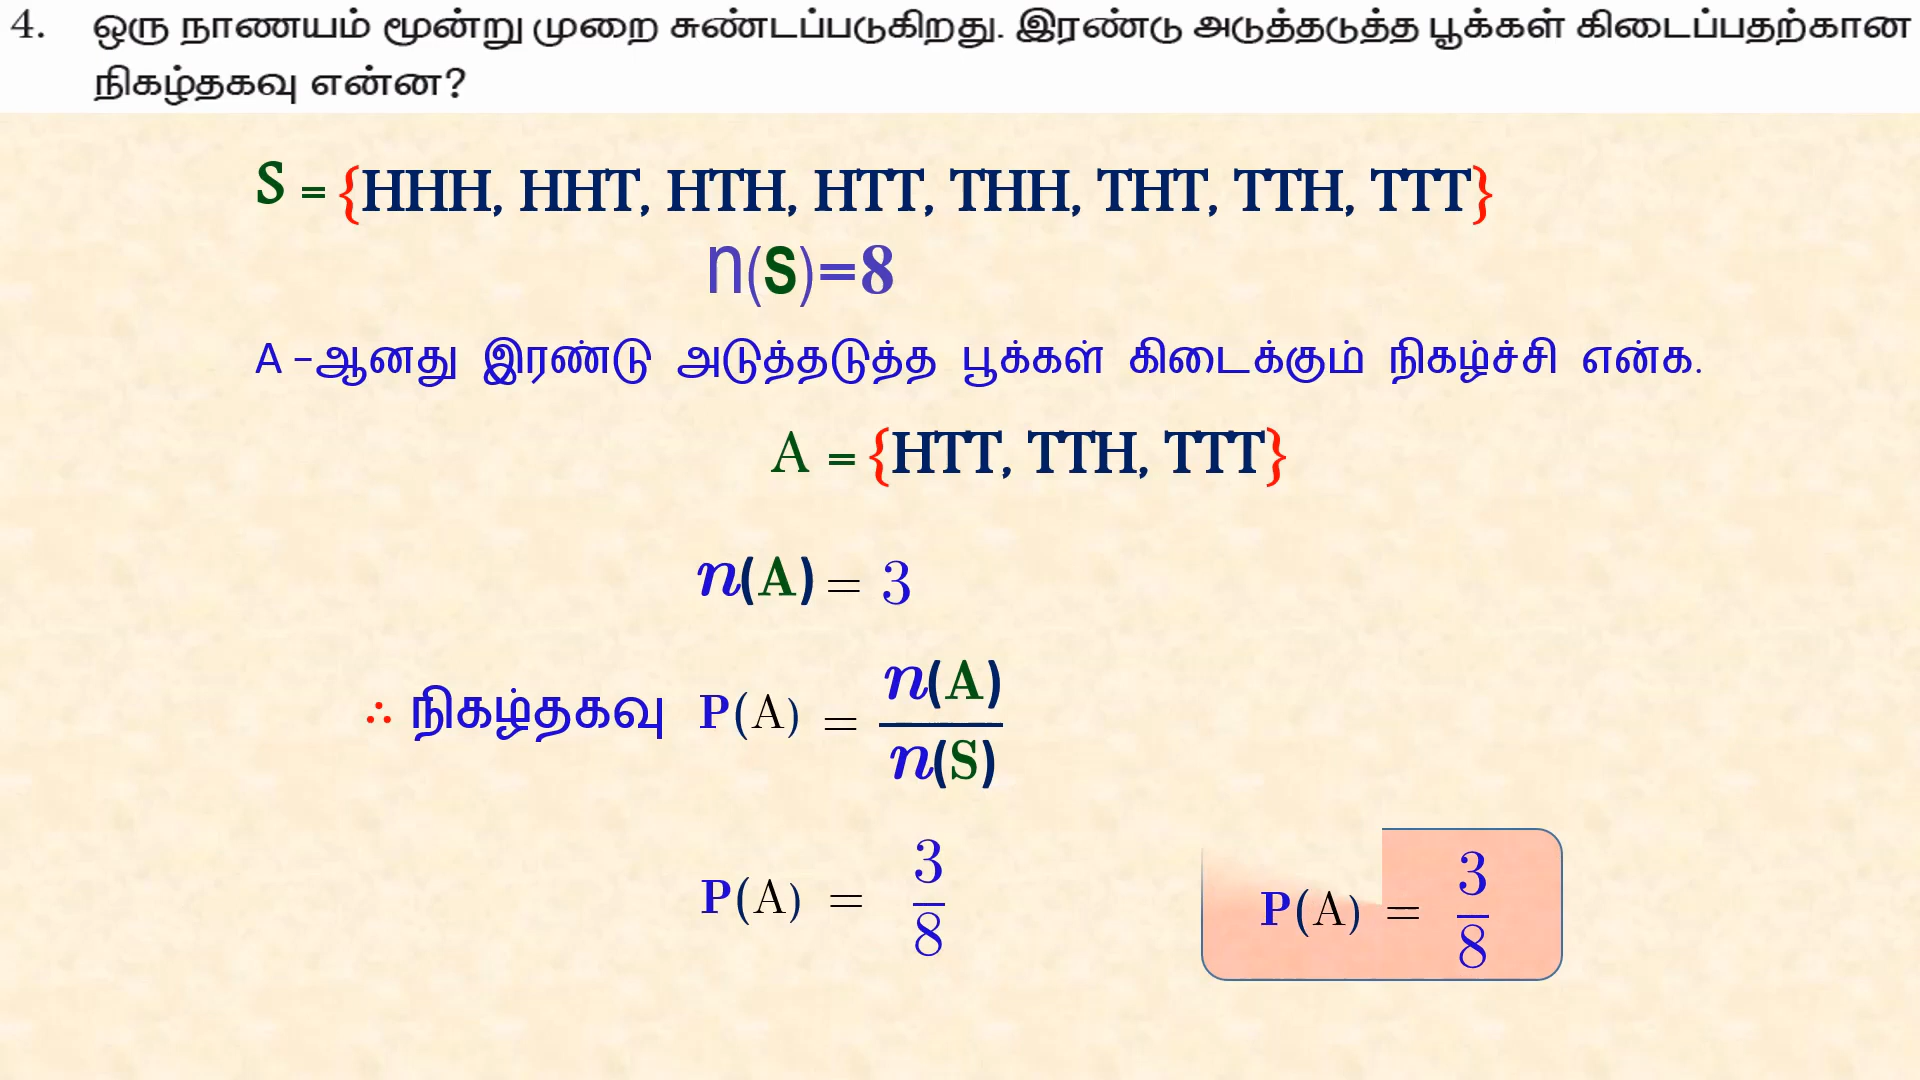 4. ஒரு நாணயம் மூன்று முறை சுண்டப்படுகிறது. இரண்டு அடுத்தடுத்த பூக்கள் கிடைப்பதற்கான
நிகழ்தகவு என்ன?
S = {HHH, HHT, HTH, HTT, THH, THT, TTH, TTT}
n(S)=8
A –ஆனது இரண்டு அடுத்தடுத்த பூக்கள் கிடைக்கும் நிகழ்ச்சி என்க.
A = {HTT, TTH, TTT}
n(A) = 3
∴ நிகழ்தகவு P(A) = n(A)/n(S)
P(A) = 3/8
P(A) = 3/8